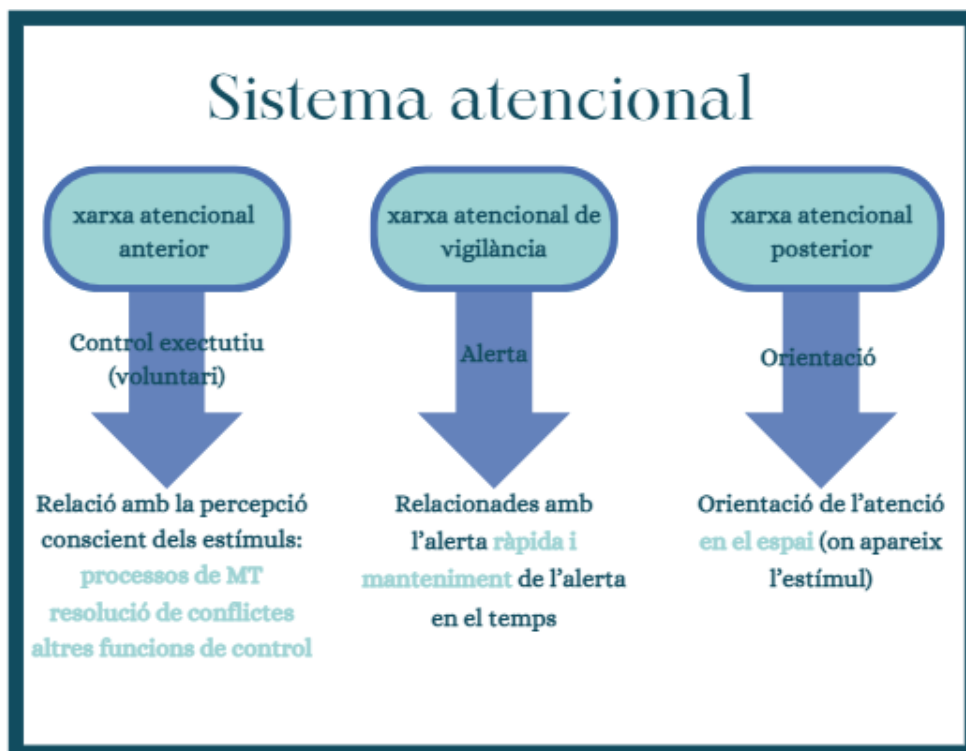 Sistema atencional
xarxa atencional
anterior
Control exectutiu
(voluntari)
Relació amb la percepció
conscient dels estímuls:
processos de MT
resolució de conflictes
altres funcions de control
xarxa atencional de
vigilància
Alerta
Relacionades amb
l'alerta ràpida i
manteniment de l'alerta
en el temps
xarxa atencional
posterior
Orientació
Orientació de l'atenció
en el espai (on apareix
l'estímul)